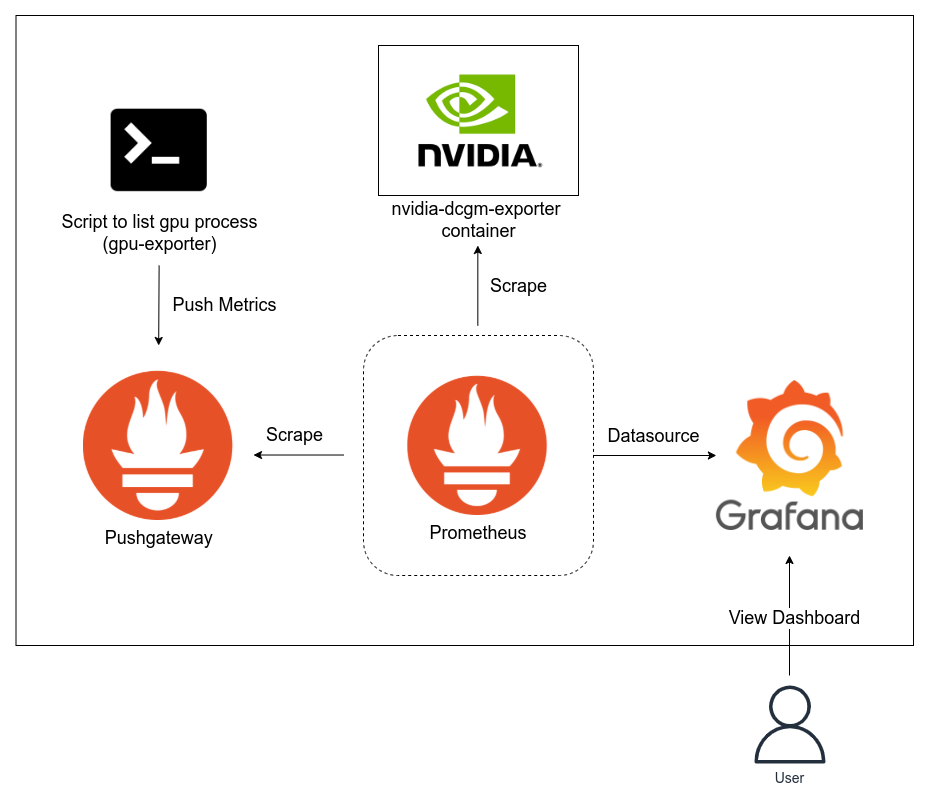 NVIDIA.
nvidia-dcgm-exporter
container
Script to list gpu process
(gpu-exporter)
Scrape
Push Metrics
Scrape
Datasource
Grafana
Pushgateway
Prometheus
View Dashboard
User